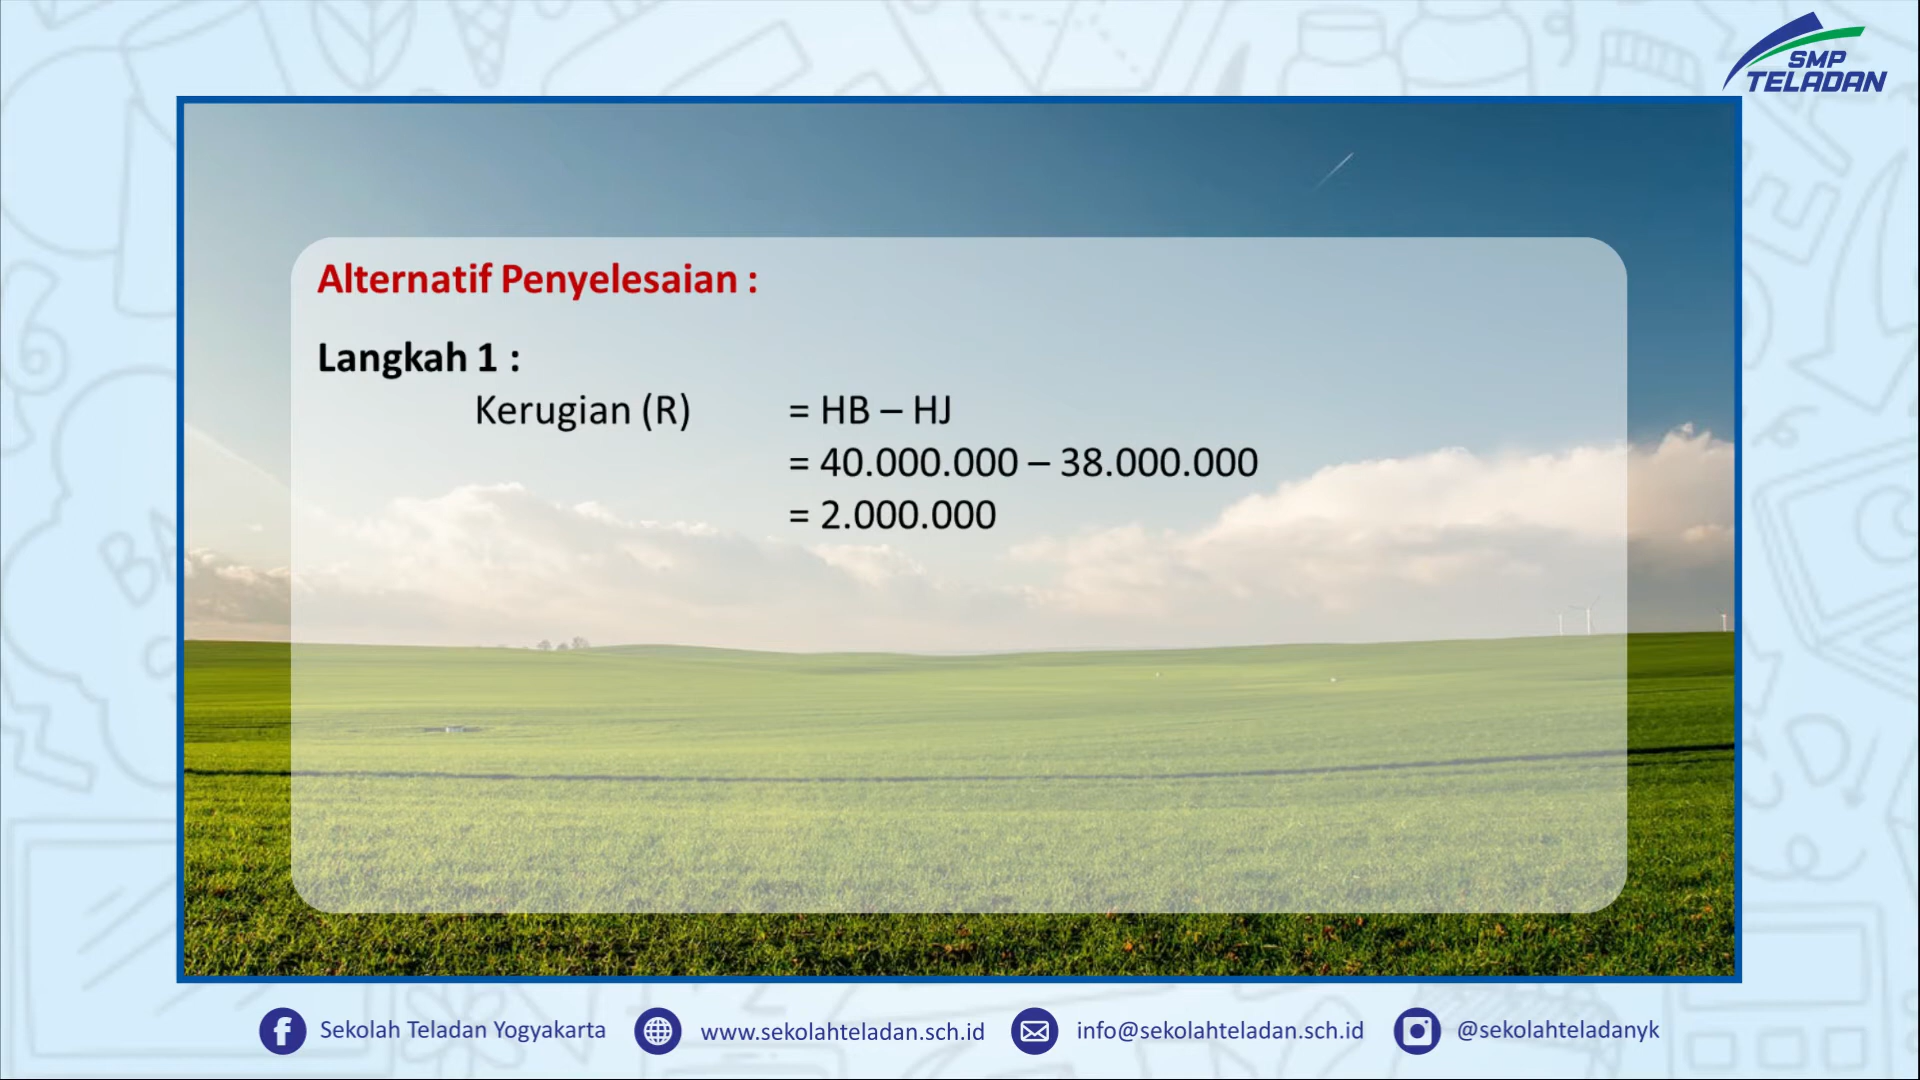 SMP
TELADAN
Alternatif Penyelesaian :
Langkah 1 :
Kerugian (R) = HB – HJ
= 40.000.000 – 38.000.000
= 2.000.000
Sekolah Teladan Yogyakarta www.sekolahteladan.sch.id info@sekolahteladan.sch.id @sekolahteladanyk